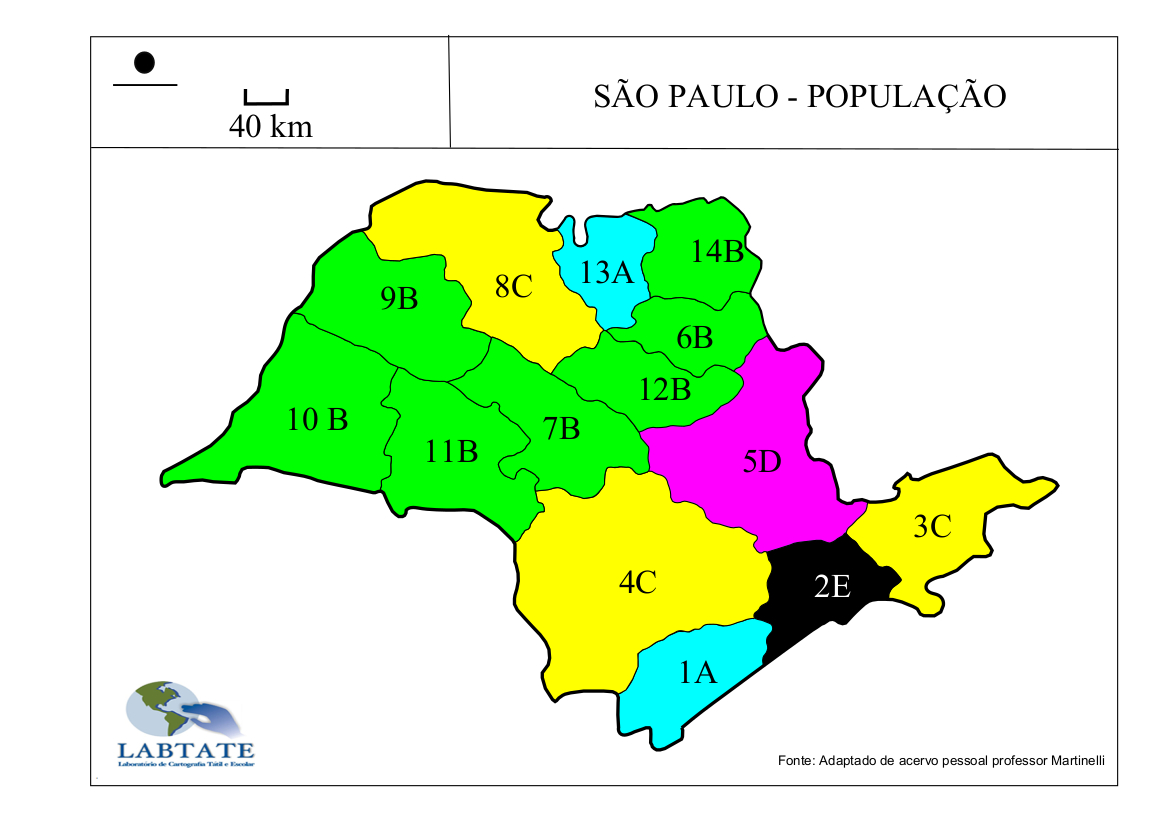 SÃO PAULO - POPULAÇÃO
40 km
14B
13A
8C
9B
6B
12B
10 B
7B
11B
5D
3C
4C
2E
1A
LABTATE
Laboratório de Cartografia Tátil e Escolar
Fonte: Adaptado de acervo pessoal professor Martinelli